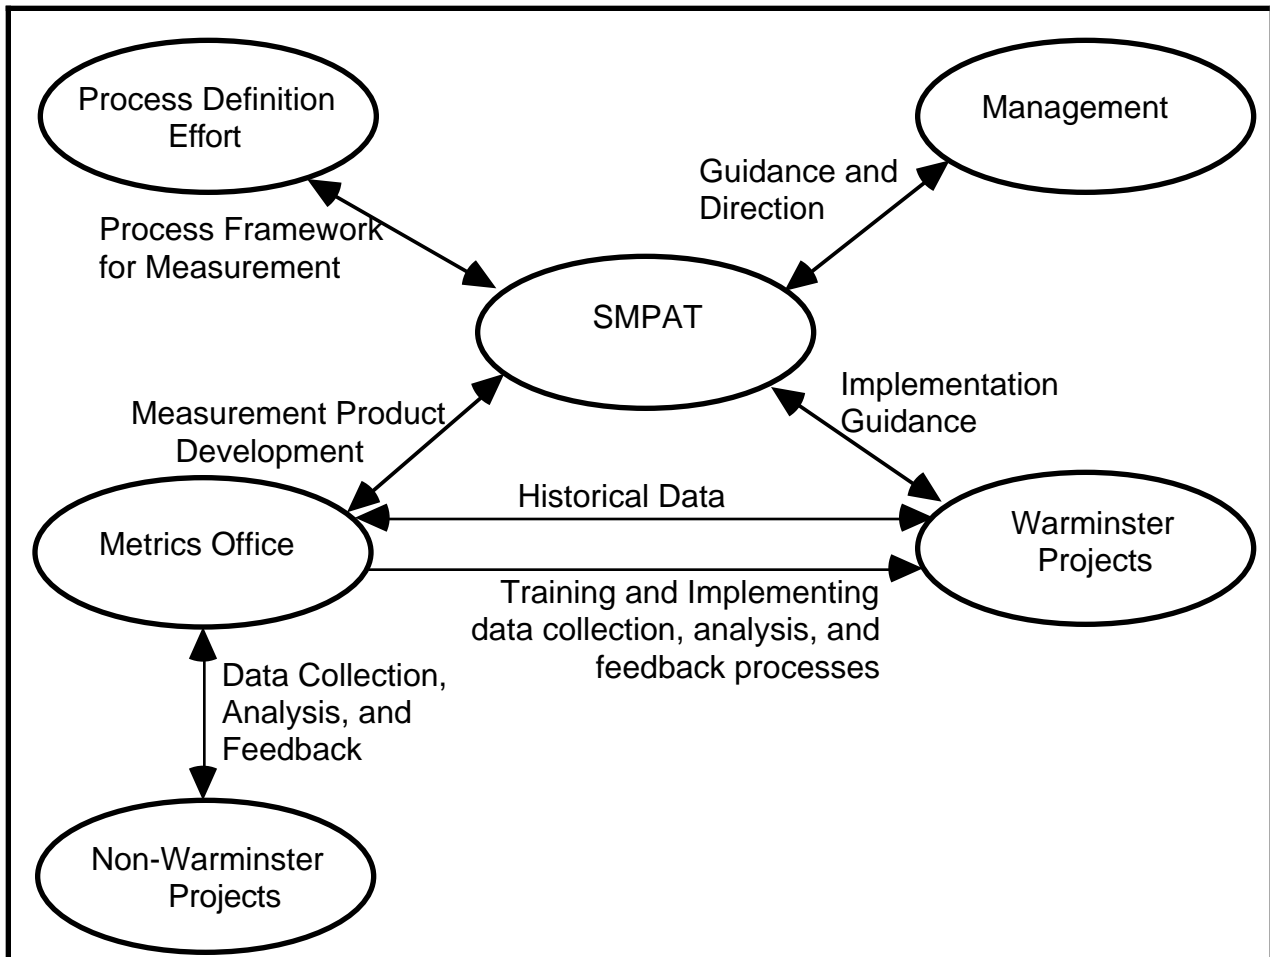 Process Definition
Effort
Management
Guidance and
Direction
Process Framework
for Measurement
SMPAT
Implementation
Guidance
Measurement Product
Development
Historical Data
Metrics Office
Warminster
Projects
Training and Implementing
data collection, analysis, and
feedback processes
Data Collection,
Analysis, and
Feedback
Non-Warminster
Projects